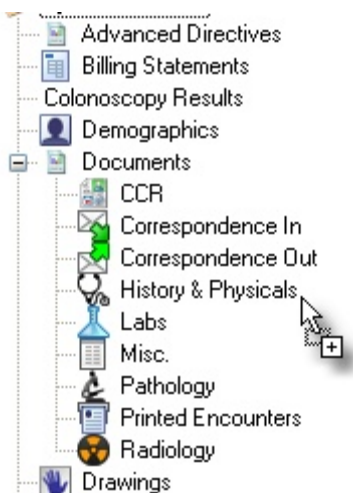 Advanced Directives
Billing Statements
Colonoscopy Results
Demographics
Documents
CCR
Correspondence In
Correspondence Out
History & Physicals
Labs
Misc.
Pathology
Printed Encounters
Radiology
Drawings